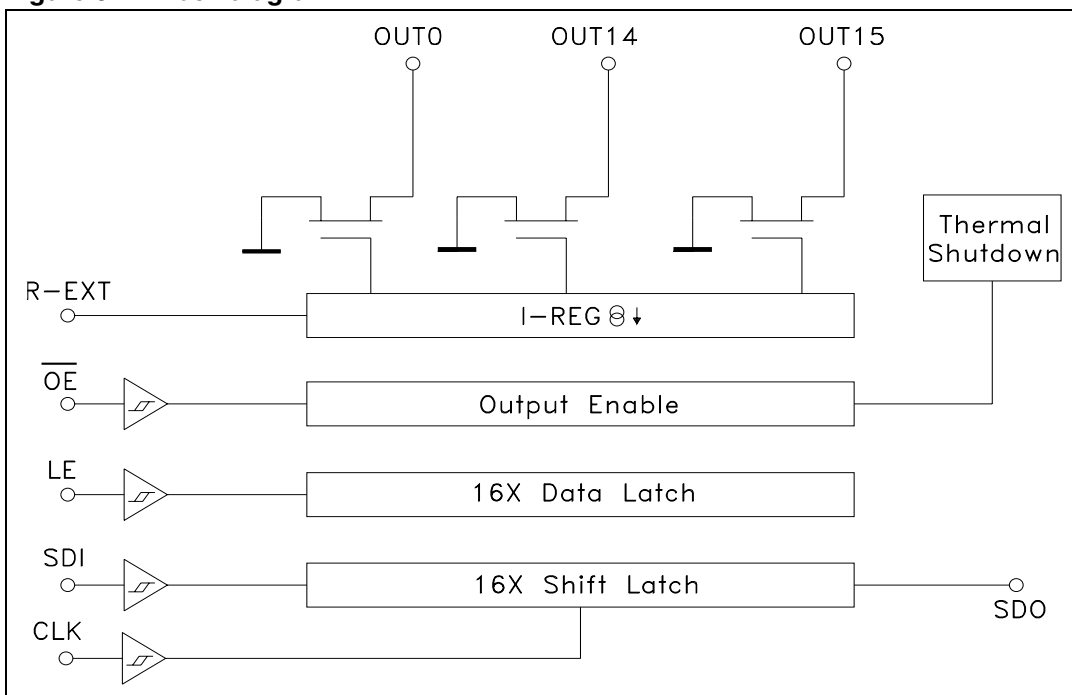 OUT0 OUT14 OUT15
Thermal
Shutdown
R-EXT
I-REG
OE
Output Enable
LE
16X Data Latch
SDI
16X Shift Latch
SDO
CLK